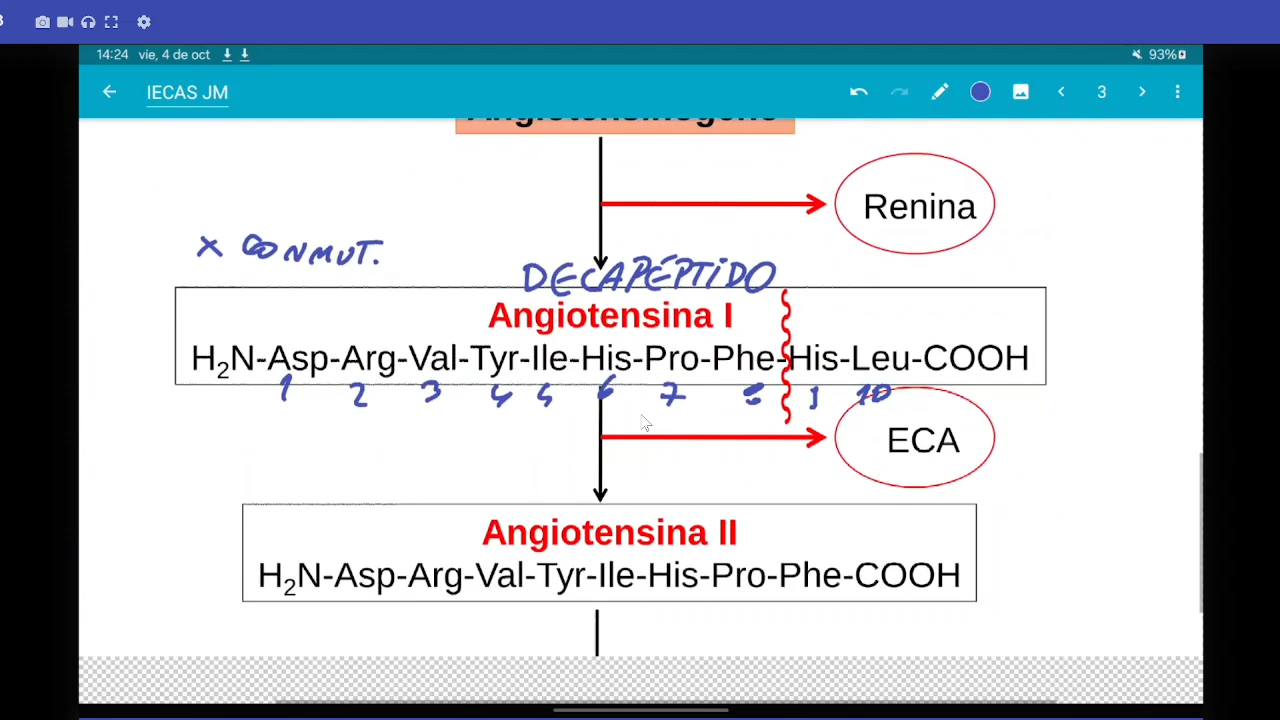 14:24 vie, 4 de oct 93%
IECAS JM 3
Angiotensinógeno
Renina
x CONMUT.
DECAPÉPTIDO
Angiotensina I
H₂N-Asp-Arg-Val-Tyr-Ile-His-Pro-Phe-His-Leu-COOH
1 2 3 4 5 6 7 8 9 10
ECA
Angiotensina II
H₂N-Asp-Arg-Val-Tyr-Ile-His-Pro-Phe-COOH